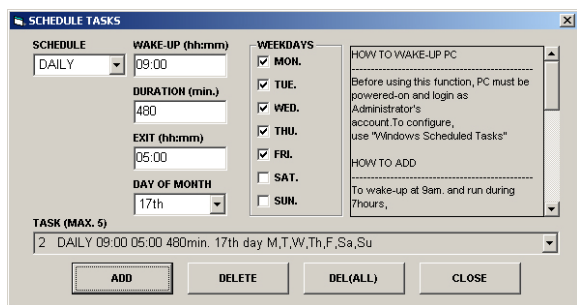 SCHEDULE TASKS
SCHEDULE
DAILY
WAKE-UP (hh:mm)
09:00
DURATION (min.)
480
EXIT (hh:mm)
05:00
DAY OF MONTH
17th
WEEKDAYS
MON.
TUE.
WED.
THU.
FRI.
SAT.
SUN.
HOW TO WAKE-UP PC
--------------------------------------------------
Before using this function, PC must be
powered-on and login as
Administrator's
account.To configure,
use "Windows Scheduled Tasks"
HOW TO ADD
--------------------------------------------------
To wake-up at 9am. and run during
7hours,
TASK (MAX. 5)
2 DAILY 09:00 05:00 480min. 17th day M,T,W,Th,F,Sa,Su
ADD
DELETE
DEL(ALL)
CLOSE